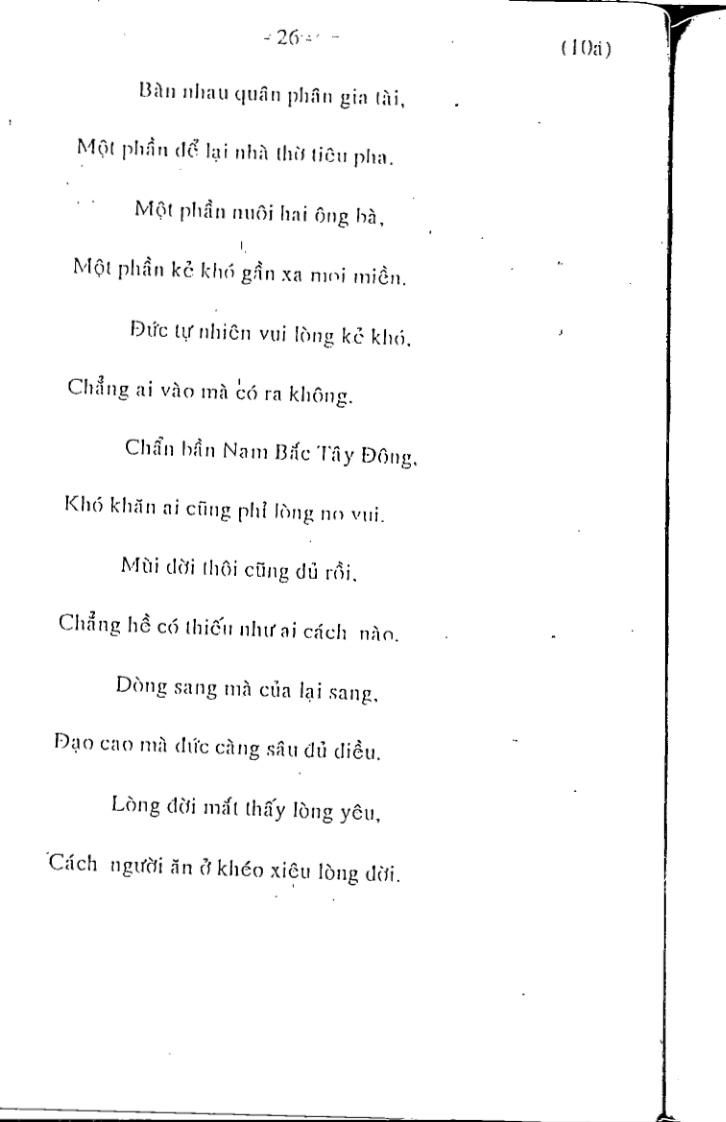 - 26 -
(10a)
Bàn nhau quân phân gia tài,
Một phần để lại nhà thờ tiêu pha.
Một phần nuôi hai ông bà,
Một phần kẻ khó gần xa mọi miền.
Đức tự nhiên vui lòng kẻ khó,
Chẳng ai vào mà có ra không.
Chẩn bần Nam Bắc Tây Đông,
Khó khăn ai cũng phỉ lòng no vui.
Mùi đời thôi cũng đủ rồi,
Chẳng hề có thiếu như ai cách nào.
Dòng sang mà của lại sang,
Đạo cao mà đức càng sâu đủ điều.
Lòng đời mất thấy lòng yêu,
Cách người ăn ở khéo xiêu lòng đời.